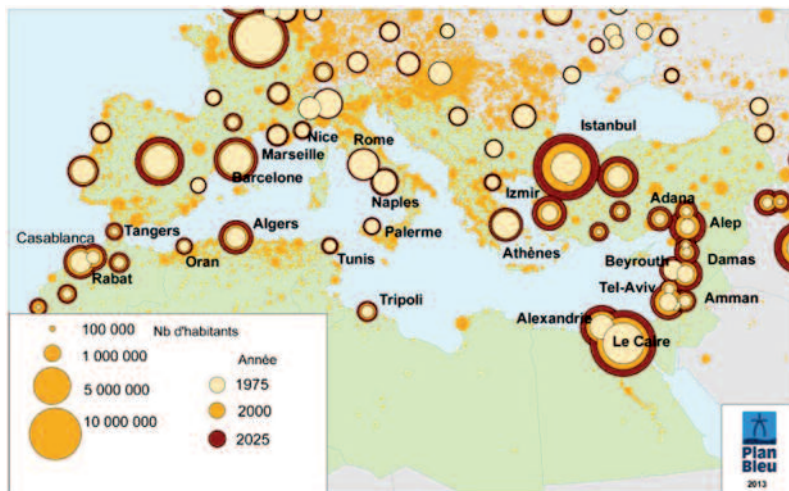 Istanbul
Nice
Rome
Marseille
Barcelone
Naples
Izmir
Adana
Alep
Tangers
Algers
Palerme
Athènes
Casablanca
Oran
Tunis
Beyrouth
Damas
Rabat
Tel-Aviv
Tripoli
Alexandrie
Amman
Le Caire
100 000 Nb d'habitants
1 000 000
Année
5 000 000
1975
10 000 000
2000
2025
Plan
Bleu
2013